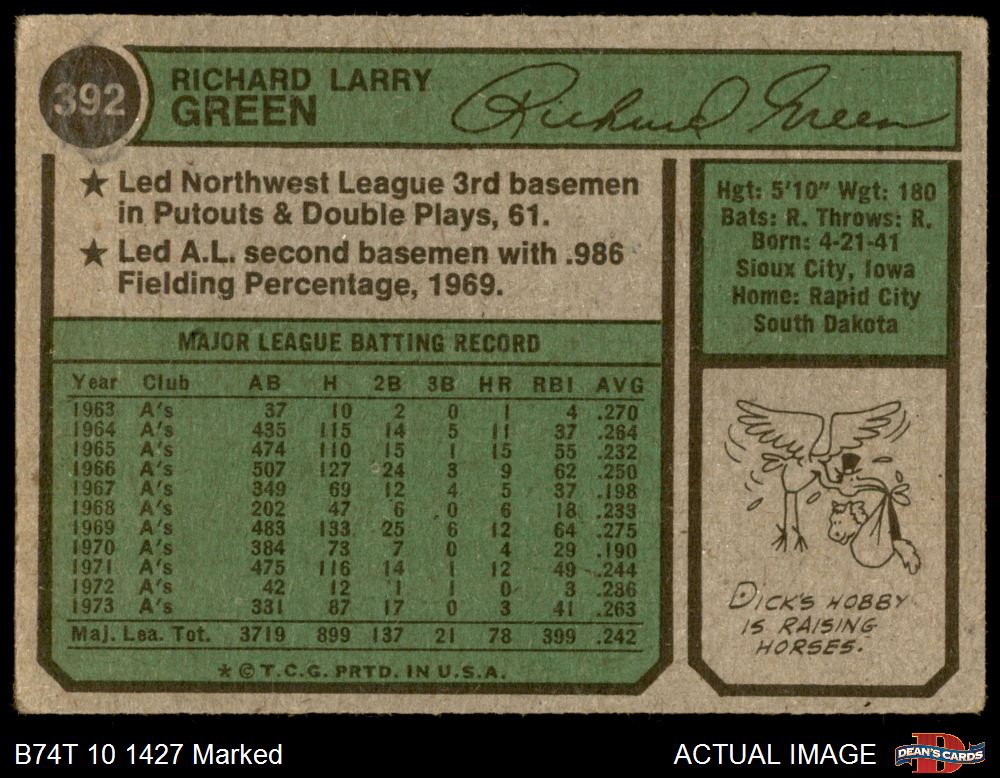 392
RICHARD LARRY
GREEN
Richard Green
★ Led Northwest League 3rd basemen
in Putouts & Double Plays, 61.
★ Led A.L. second basemen with .986
Fielding Percentage, 1969.
Hgt: 5'10" Wgt: 180
Bats: R. Throws: R.
Born: 4-21-41
Sioux City, Iowa
Home: Rapid City
South Dakota
MAJOR LEAGUE BATTING RECORD
Year Club AB H 2B 3B HR RBI AVG
1963 A's 37 10 2 0 1 4 .270
1964 A's 435 115 14 5 11 37 .264
1965 A's 474 110 15 1 15 55 .232
1966 A's 507 127 24 3 9 62 .250
1967 A's 349 69 12 4 5 37 .198
1968 A's 202 47 6 0 6 18 .233
1969 A's 483 133 25 6 12 64 .275
1970 A's 384 73 7 0 4 29 .190
1971 A's 475 116 14 1 12 49 .244
1972 A's 42 12 1 1 0 3 .286
1973 A's 331 87 17 0 3 41 .263
Maj. Lea. Tot. 3719 899 137 21 78 399 .242
* © T.C.G. PRTD. IN U.S.A.
DICK'S HOBBY
IS RAISING
HORSES.
B74T 10 1427 Marked
ACTUAL IMAGE
DEAN'S CARDS